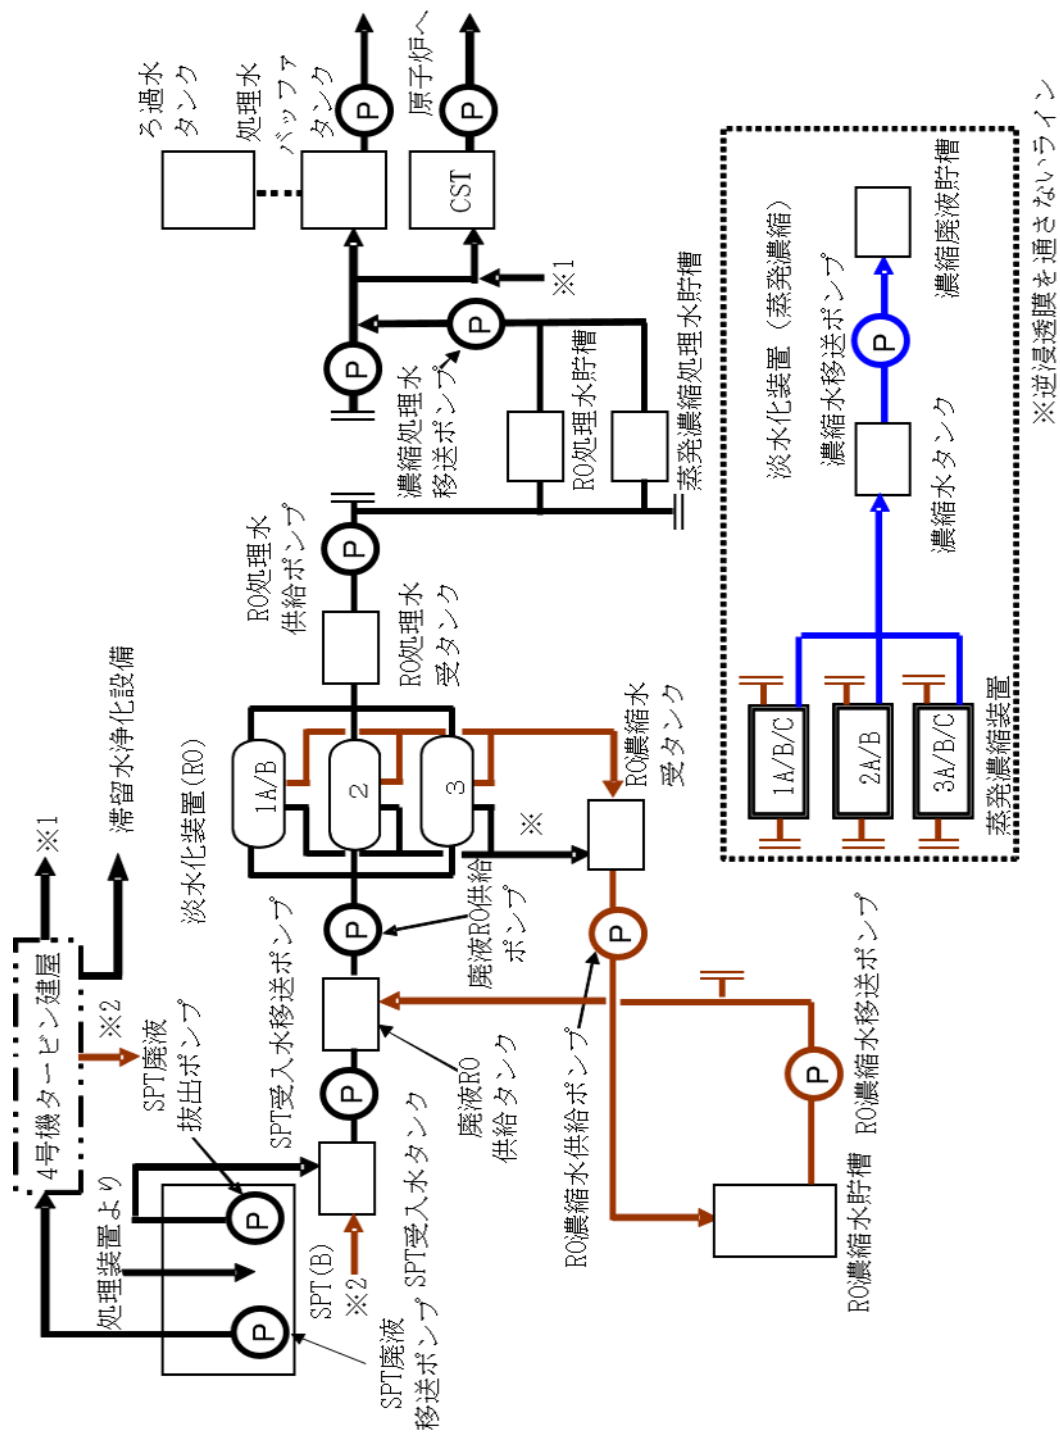 4号機タービン建屋
※1
滞留水浄化設備
※2
SPT廃液
抜出ポンプ
処理装置より
P
P
SPT廃液
移送ポンプ
SPT(B)
※2
SPT受入水タンク
SPT受入水移送ポンプ
P
廃液RO
供給タンク
P
廃液RO供給
ポンプ
淡水化装置(RO)
1A/B
2
3
※
RO濃縮水
受タンク
P
RO濃縮水供給ポンプ
RO濃縮水貯槽
P
RO濃縮水移送ポンプ
RO処理水
受タンク
RO処理水
供給ポンプ
P
RO処理水貯槽
蒸発濃縮処理水貯槽
濃縮処理水
移送ポンプ
P
P
※1
ろ過水
タンク
処理水
バッファ
タンク
P
CST
P
原子炉へ
淡水化装置(蒸発濃縮)
1A/B/C
2A/B
3A/B/C
蒸発濃縮装置
濃縮水タンク
濃縮水移送ポンプ
P
濃縮廃液貯槽
※逆浸透膜を通さないライン